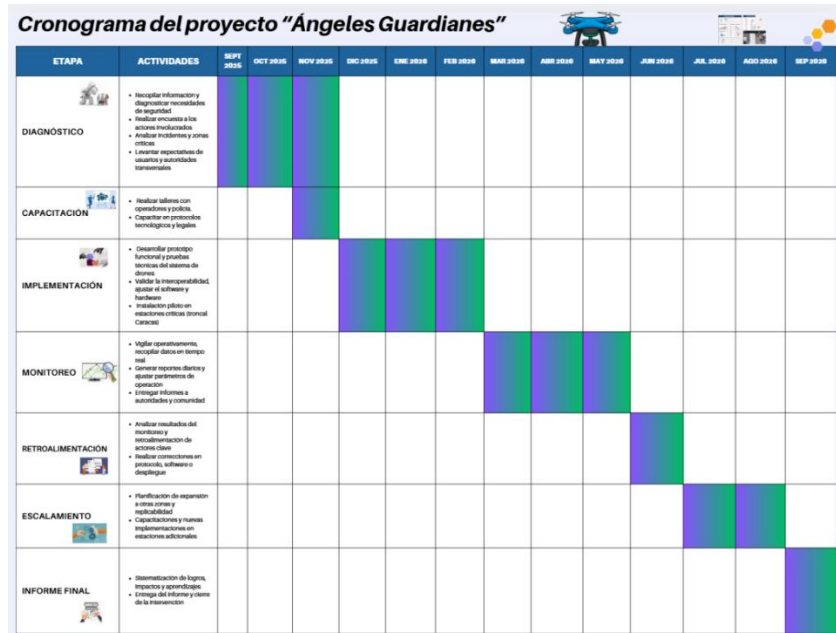 Cronograma del proyecto “Ángeles Guardianes”
ETAPA
ACTIVIDADES
SEPT
2025
OCT 2025
NOV 2025
DIC 2025
ENE 2026
FEB 2026
MAR 2026
ABR 2026
MAY 2026
JUN 2026
JUL 2026
AGO 2026
SEP 2026
DIAGNÓSTICO
• Recopilar información y
diagnosticar necesidades
de seguridad
• Realizar encuesta a los
actores involucrados
• Analizar incidentes y zonas
críticas
• Levantar expectativas de
usuarios y autoridades
transversales
CAPACITACIÓN
• Realizar talleres con
operadores y policía.
• Capacitar en protocolos
tecnológicos y legales
IMPLEMENTACIÓN
• Desarrollar prototipo
funcional y pruebas
técnicas del sistema de
drones
• Validar la interoperabilidad,
ajustar el software y
hardware
• Instalación piloto en
estaciones críticas (troncal
Caracas)
MONITOREO
• Vigilar operativamente,
recopilar datos en tiempo
real
• Generar reportes diarios y
ajustar parámetros de
operación
• Entregar informes a
autoridades y comunidad
RETROALIMENTACIÓN
• Analizar resultados del
monitoreo y
retroalimentación de
actores clave
• Realizar correcciones en
protocolo, software o
despliegue
ESCALAMIENTO
• Planificación de expansión
a otras zonas y
replicabilidad
• Capacitaciones y nuevas
implementaciones en
estaciones adicionales
INFORME FINAL
• Sistematización de logros,
impactos y aprendizajes
• Entrega del informe y cierre
de la intervención